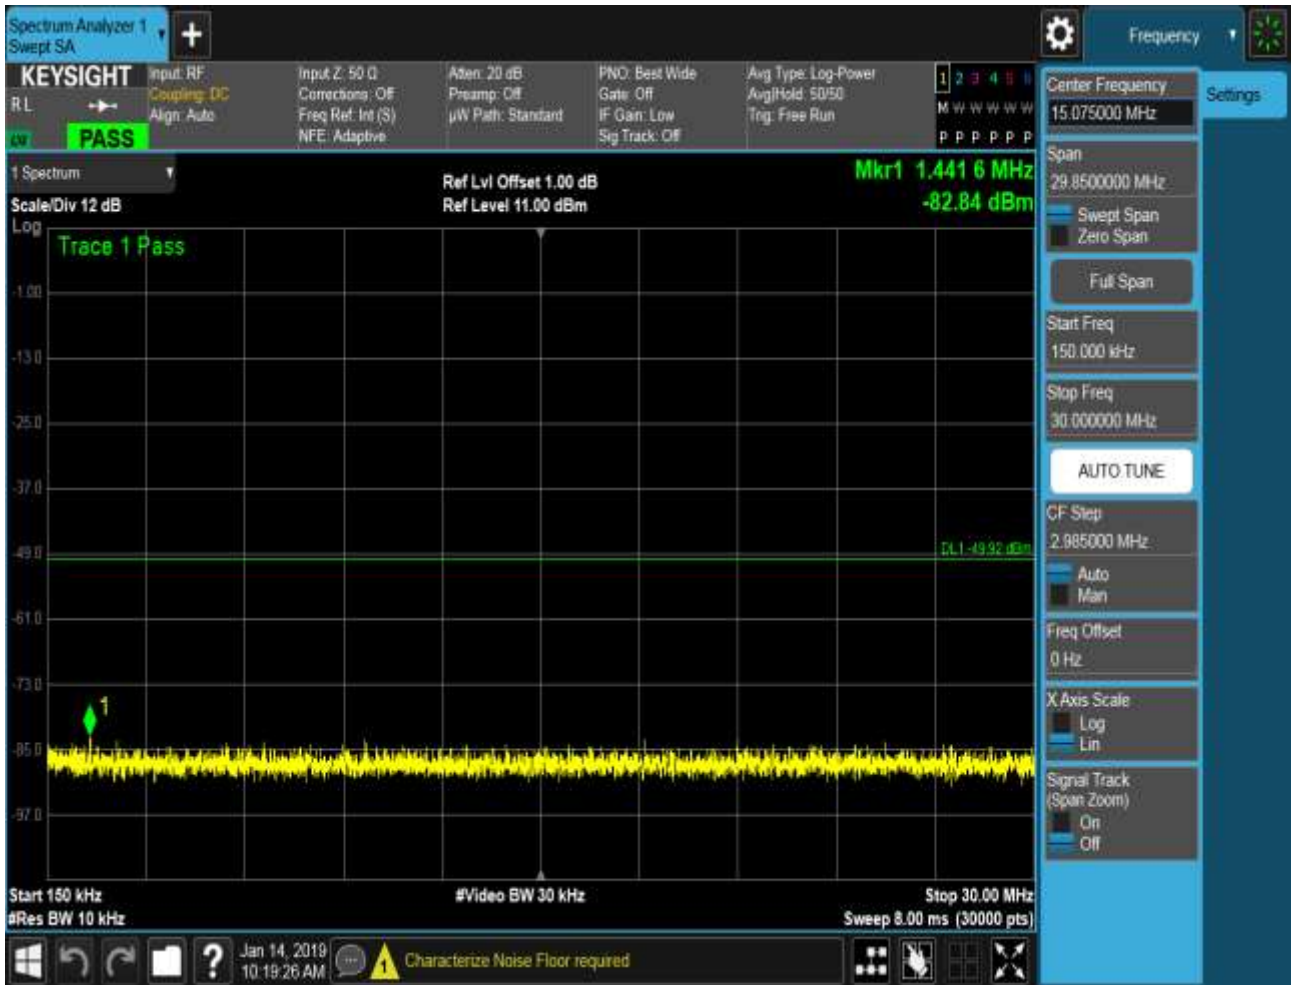 Spectrum Analyzer 1
Swept SA
+
Frequency
KEYSIGHT
R L
PASS
Input: RF
Coupling: DC
Align: Auto
Input Z: 50 Ω
Corrections: Off
Freq Ref: Int (S)
NFE: Adaptive
Atten: 20 dB
Preamp: Off
µW Path: Standard
PNO: Best Wide
Gate: Off
IF Gain: Low
Sig Track: Off
Avg Type: Log-Power
Avg|Hold: 50/50
Trig: Free Run
1 2 3 4 5 6
M W W W W W
P P P P P P
1 Spectrum
Scale/Div 12 dB
Ref Lvl Offset 1.00 dB
Ref Level 11.00 dBm
Mkr1 1.441 6 MHz
-82.84 dBm
Log
Trace 1 Pass
-1.00
-13.0
-25.0
-37.0
-49.0
DL1 -49.92 dBm
-61.0
-73.0
1
-85.0
-97.0
Start 150 kHz
#Video BW 30 kHz
Stop 30.00 MHz
#Res BW 10 kHz
Sweep 8.00 ms (30000 pts)
?
Jan 14, 2019
10:19:26 AM
1
Characterize Noise Floor required
Center Frequency
15.075000 MHz
Settings
Span
29.8500000 MHz
Swept Span
Zero Span
Full Span
Start Freq
150.000 kHz
Stop Freq
30.000000 MHz
AUTO TUNE
CF Step
2.985000 MHz
Auto
Man
Freq Offset
0 Hz
X Axis Scale
Log
Lin
Signal Track
(Span Zoom)
On
Off